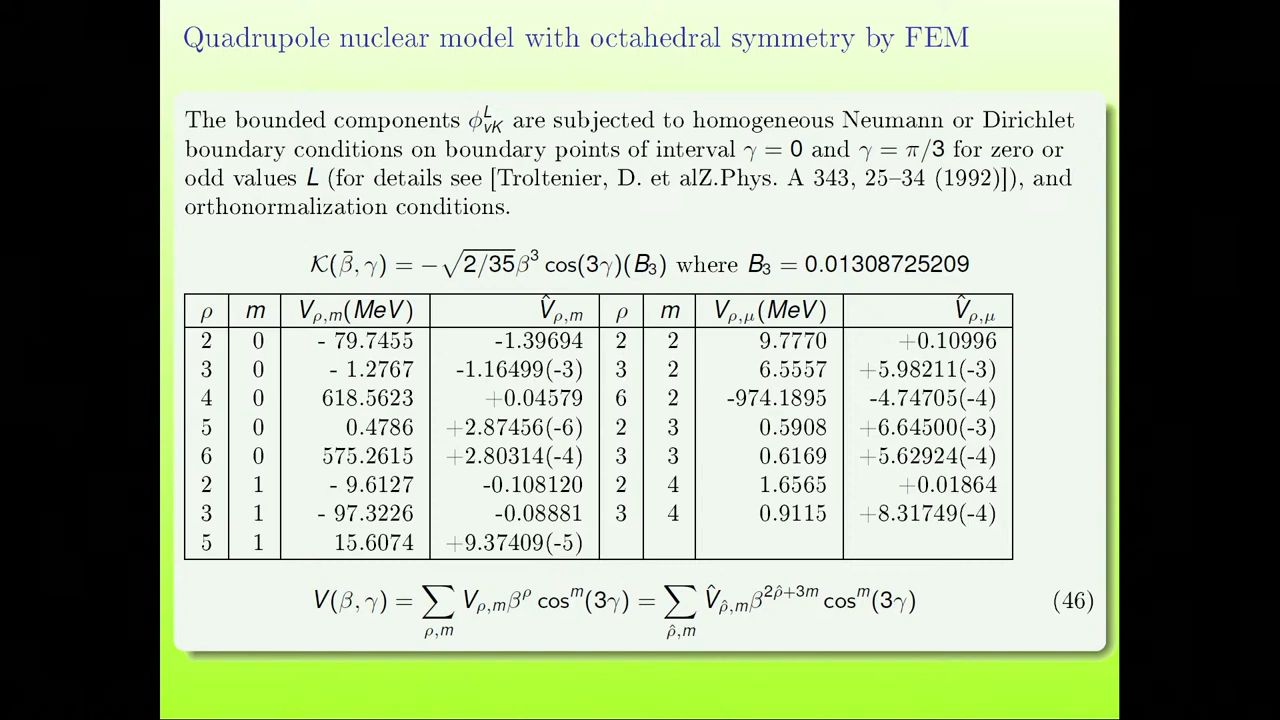 Quadrupole nuclear model with octahedral symmetry by FEM
The bounded components ϕ^L_{vK} are subjected to homogeneous Neumann or Dirichlet
boundary conditions on boundary points of interval γ = 0 and γ = π/3 for zero or
odd values L (for details see [Troltenier, D. et alZ.Phys. A 343, 25–34 (1992)]), and
orthonormalization conditions.
K(β̄, γ) = −√2/35β³ cos(3γ)(B₃) where B₃ = 0.01308725209
ρ m V_{ρ,m}(MeV) V̂_{ρ,m} ρ m V_{ρ,μ}(MeV) V̂_{ρ,μ}
2 0 - 79.7455 -1.39694 2 2 9.7770 +0.10996
3 0 - 1.2767 -1.16499(-3) 3 2 6.5557 +5.98211(-3)
4 0 618.5623 +0.04579 6 2 -974.1895 -4.74705(-4)
5 0 0.4786 +2.87456(-6) 2 3 0.5908 +6.64500(-3)
6 0 575.2615 +2.80314(-4) 3 3 0.6169 +5.62924(-4)
2 1 - 9.6127 -0.108120 2 4 1.6565 +0.01864
3 1 - 97.3226 -0.08881 3 4 0.9115 +8.31749(-4)
5 1 15.6074 +9.37409(-5)
V(β, γ) = ∑_{ρ,m} V_{ρ,m}β^ρ cos^m(3γ) = ∑_{ρ̂,m} V̂_{ρ̂,m}β^{2ρ̂+3m} cos^m(3γ) (46)